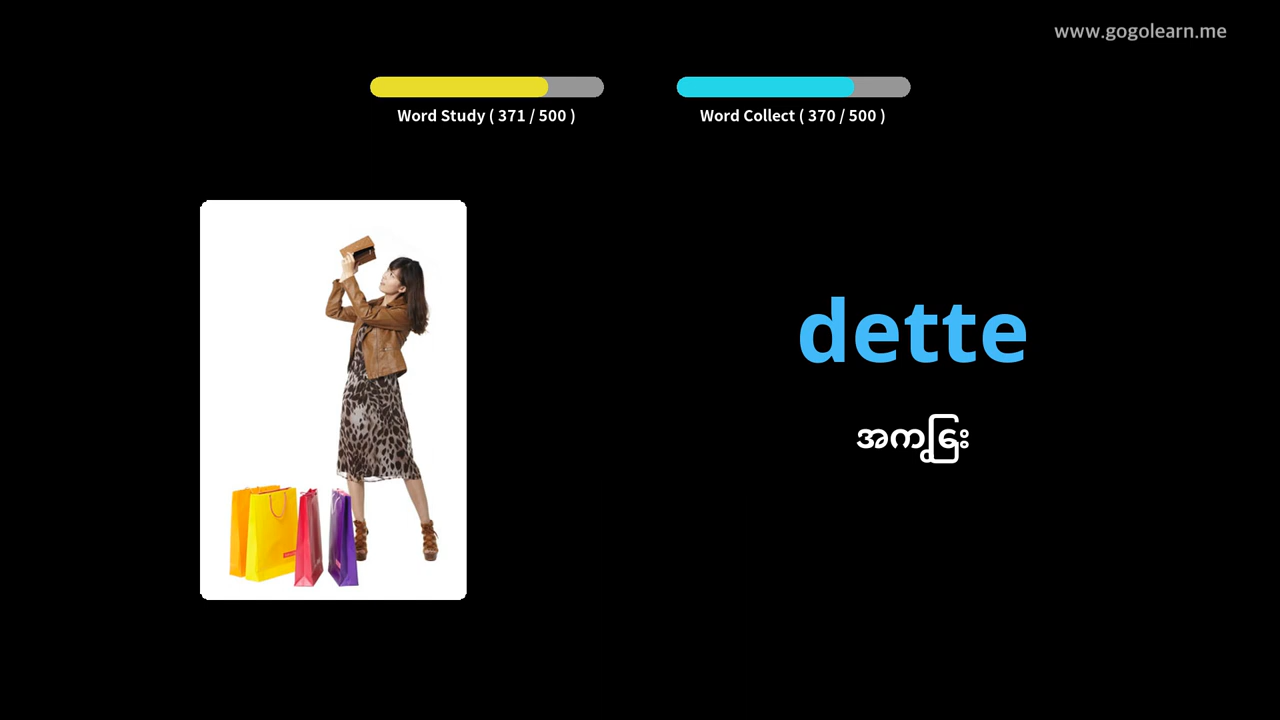 www.gogolearn.me
Word Study ( 371 / 500 )
Word Collect ( 370 / 500 )
dette
အကြွေး